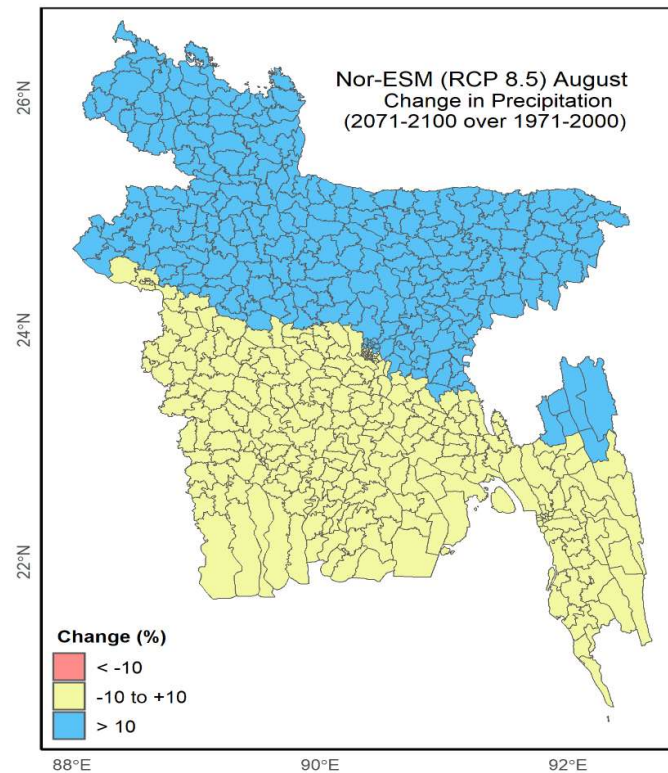 Nor-ESM (RCP 8.5) August
Change in Precipitation
(2071-2100 over 1971-2000)
26°N
24°N
22°N
Change (%)
< -10
-10 to +10
> 10
88°E
90°E
92°E